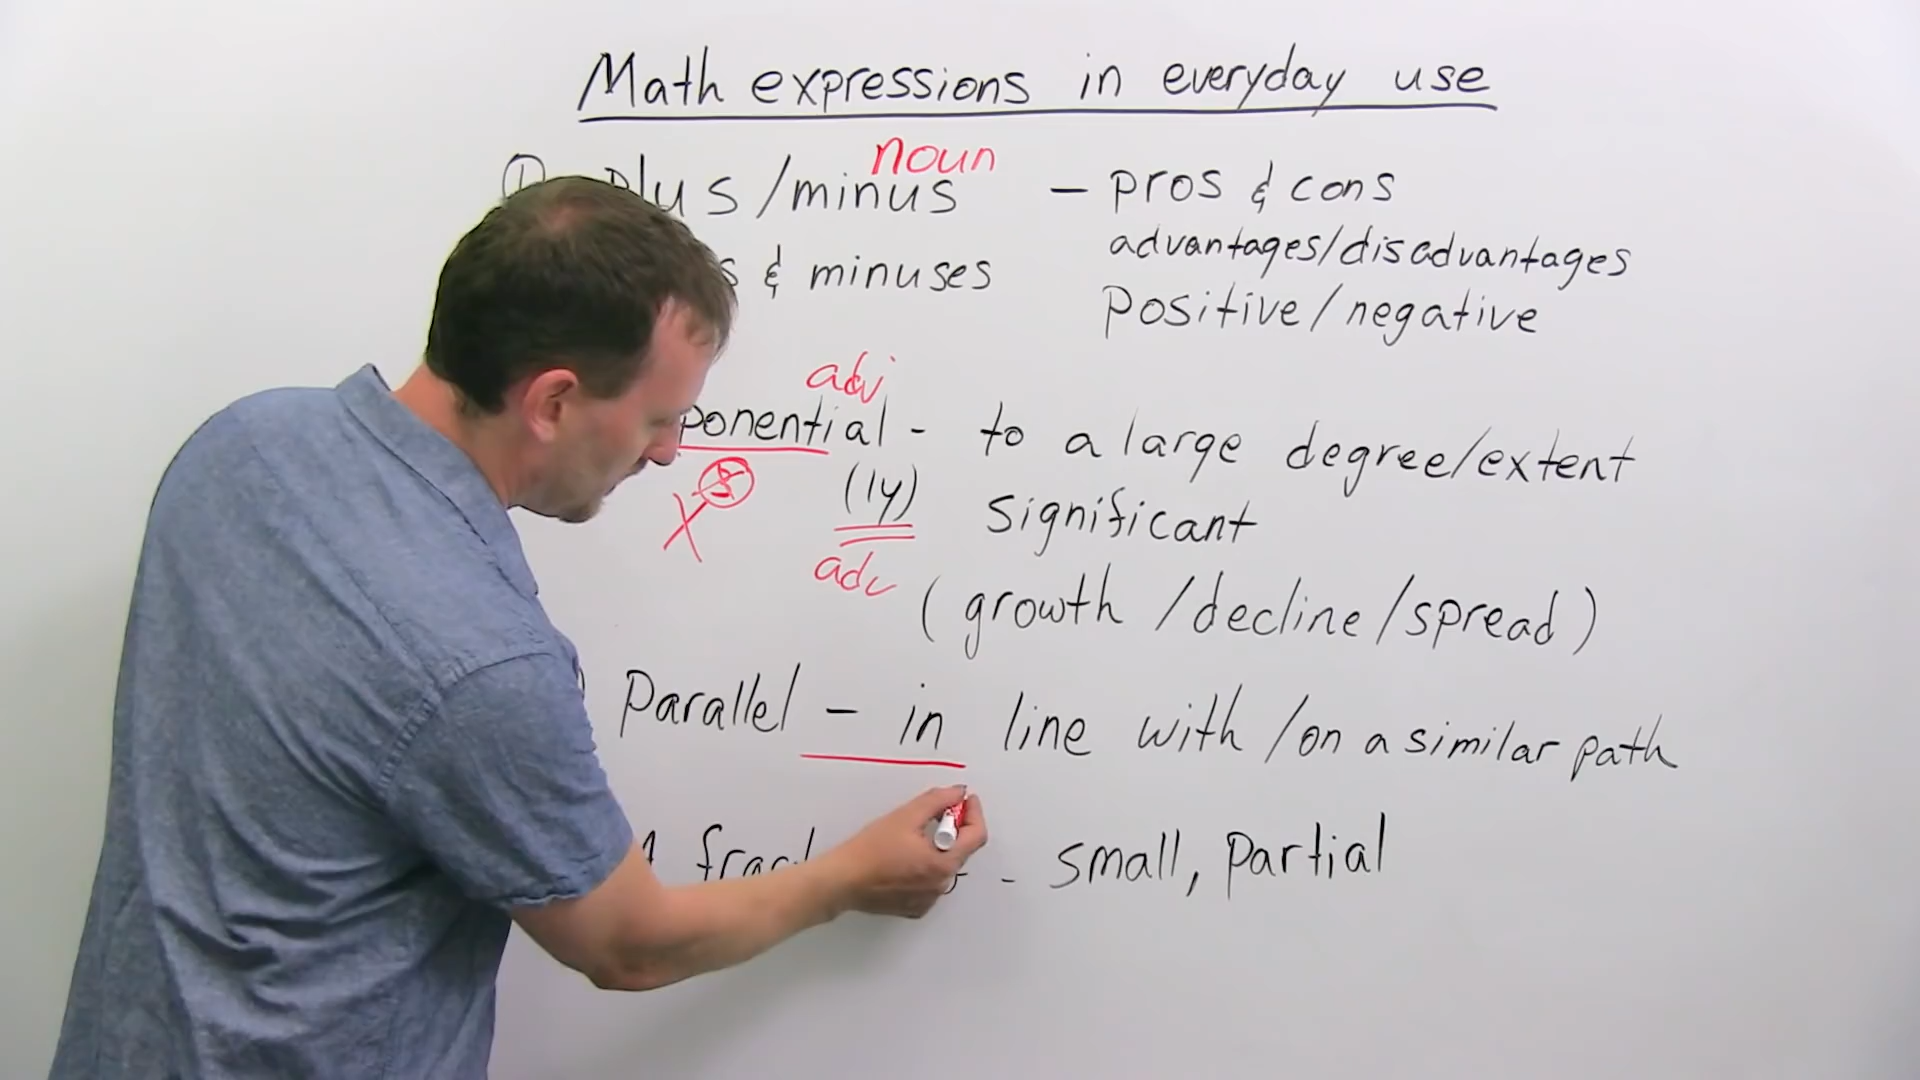 Math expressions in everyday use
noun
plus/minus - pros & cons
& minuses advantages/disadvantages
positive/negative
adj
ponential - to a large degree/extent
(ly) significant
adv
(growth/decline/spread)
Parallel - in line with/on a similar path
A - small, partial